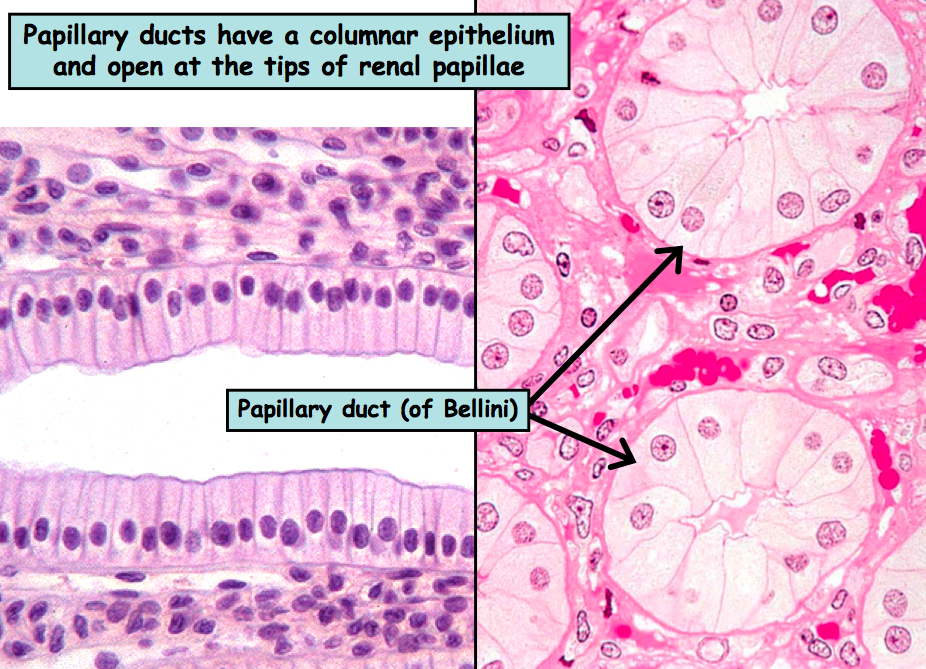 Papillary ducts have a columnar epithelium
and open at the tips of renal papillae
Papillary duct (of Bellini)